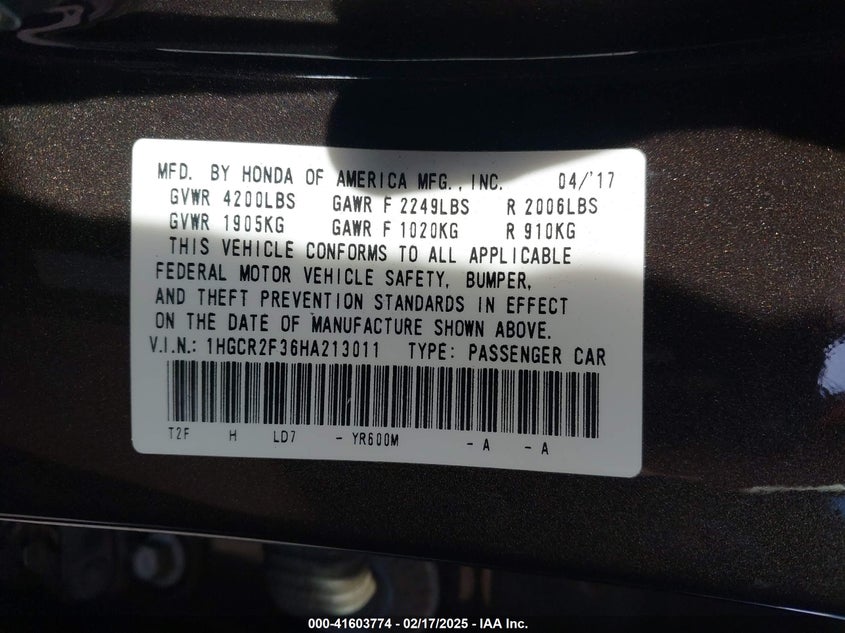 MFD. BY HONDA OF AMERICA MFG., INC. 04/'17
GVWR 4200LBS GAWR F 2249LBS R 2006LBS
GVWR 1905KG GAWR F 1020KG R 910KG
THIS VEHICLE CONFORMS TO ALL APPLICABLE
FEDERAL MOTOR VEHICLE SAFETY, BUMPER,
AND THEFT PREVENTION STANDARDS IN EFFECT
ON THE DATE OF MANUFACTURE SHOWN ABOVE.
V.I.N.: 1HGCR2F36HA213011 TYPE: PASSENGER CAR
T2F H LD7 - YR600M - A - A
000-41603774 - 02/17/2025 - IAA Inc.